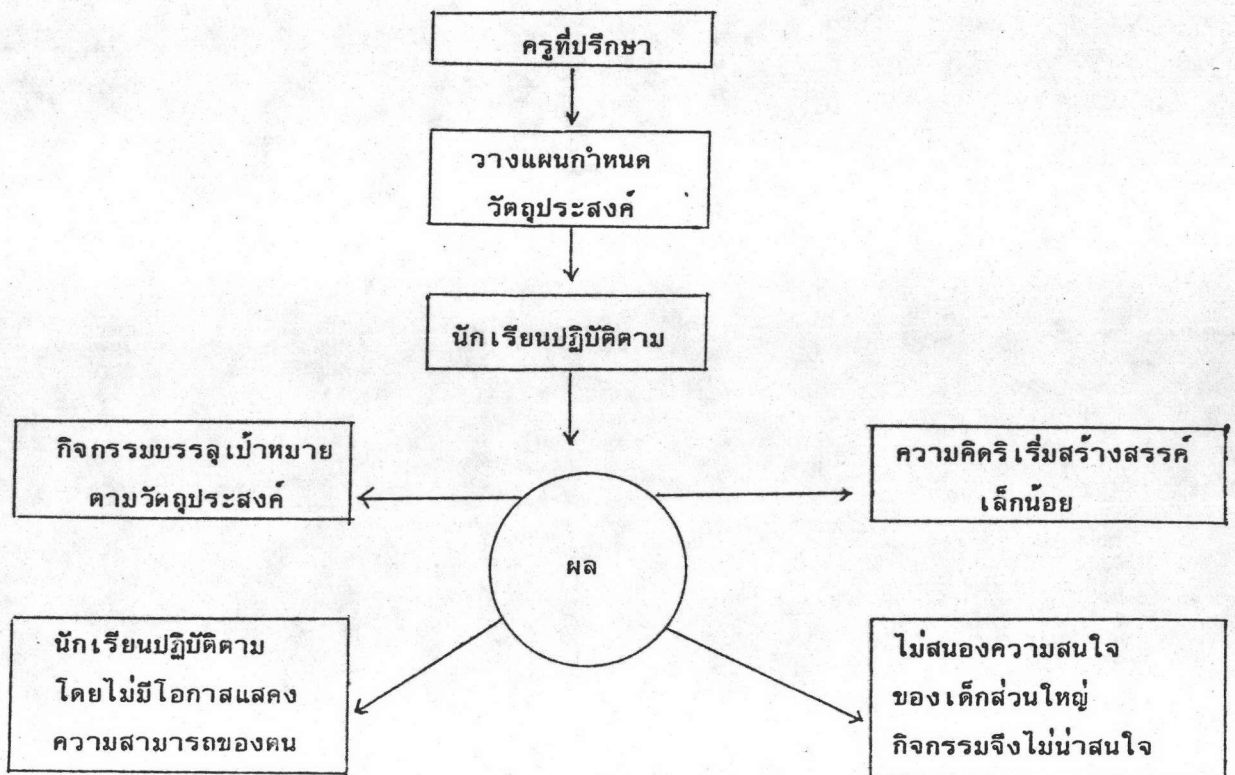 ครูที่ปรึกษา
วางแผนกำหนด
วัตถุประสงค์
นักเรียนปฏิบัติตาม
กิจกรรมบรรลุเป้าหมาย
ตามวัตถุประสงค์
ความคิดริเริ่มสร้างสรรค์
เล็กน้อย
ผล
นักเรียนปฏิบัติตาม
โดยไม่มีโอกาสแสดง
ความสามารถของตน
ไม่สนองความสนใจ
ของเด็กส่วนใหญ่
กิจกรรมจึงไม่น่าสนใจ